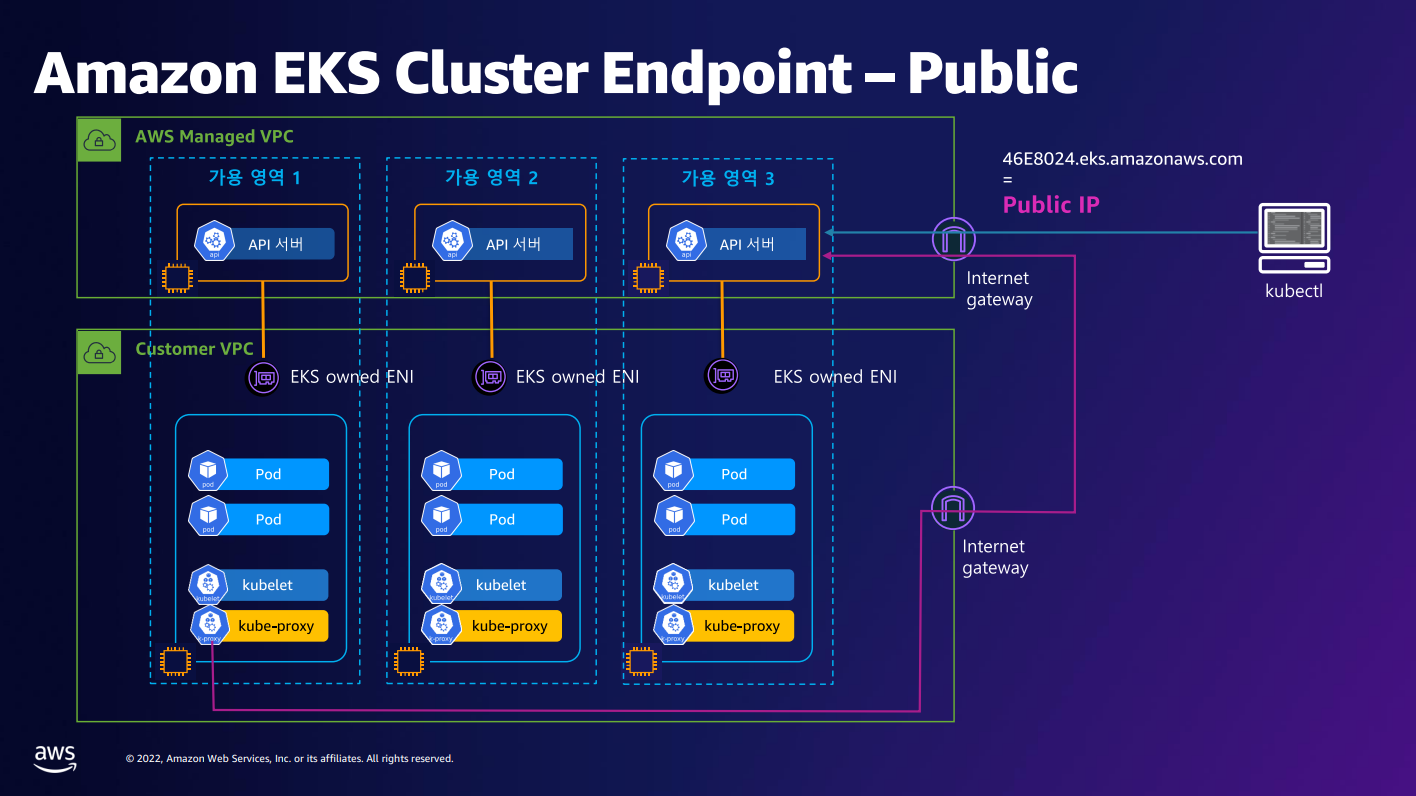 Amazon EKS Cluster Endpoint – Public
AWS Managed VPC
가용 영역 1
가용 영역 2
가용 영역 3
46E8024.eks.amazonaws.com
=
Public IP
api
API 서버
api
API 서버
api
API 서버
Internet
gateway
kubectl
Customer VPC
EKS owned ENI
EKS owned ENI
EKS owned ENI
pod
Pod
pod
Pod
pod
Pod
pod
Pod
pod
Pod
pod
Pod
Internet
gateway
kubelet
kubelet
kubelet
kubelet
kubelet
kubelet
k-proxy
kube-proxy
k-proxy
kube-proxy
k-proxy
kube-proxy
aws
© 2022, Amazon Web Services, Inc. or its affiliates. All rights reserved.